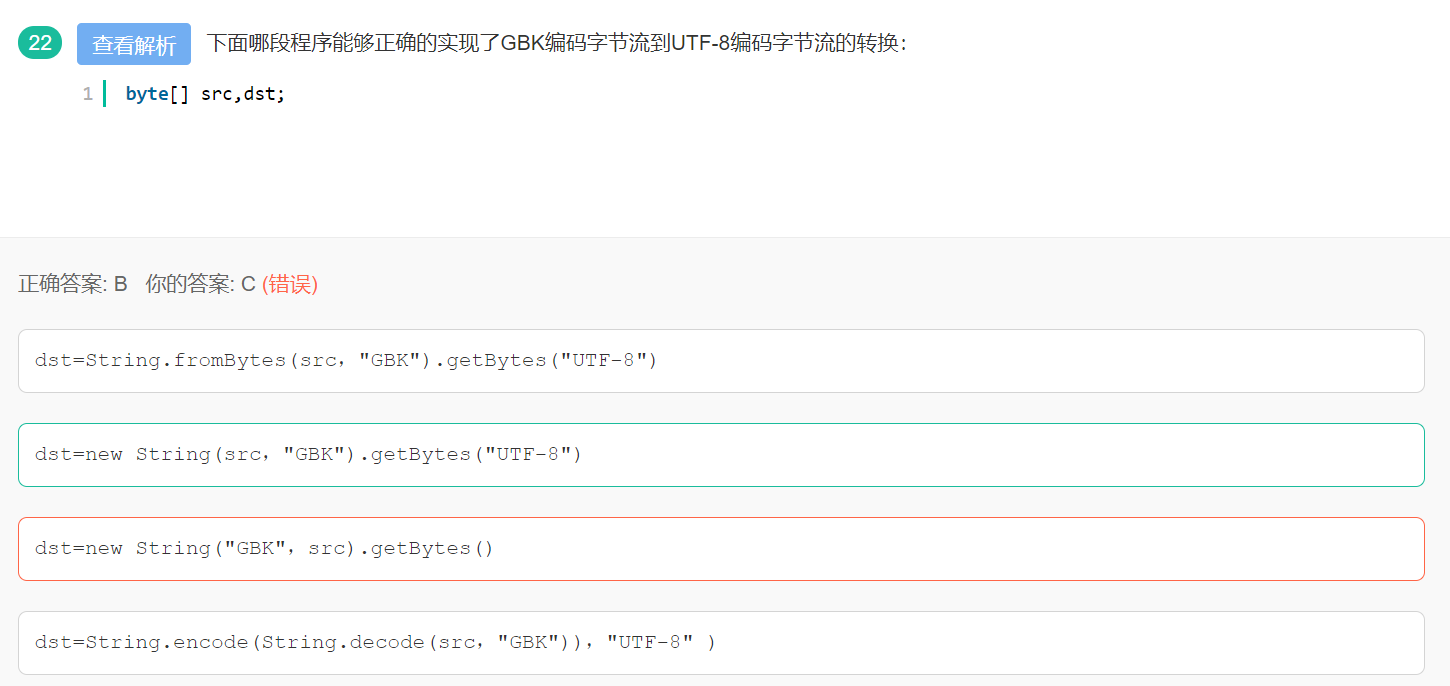 22 查看解析 下面哪段程序能够正确的实现了GBK编码字节流到UTF-8编码字节流的转换：
1 byte[] src,dst;
正确答案: B 你的答案: C (错误)
dst=String.fromBytes(src，"GBK").getBytes("UTF-8")
dst=new String(src，"GBK").getBytes("UTF-8")
dst=new String("GBK"，src).getBytes()
dst=String.encode(String.decode(src，"GBK"))，"UTF-8" )